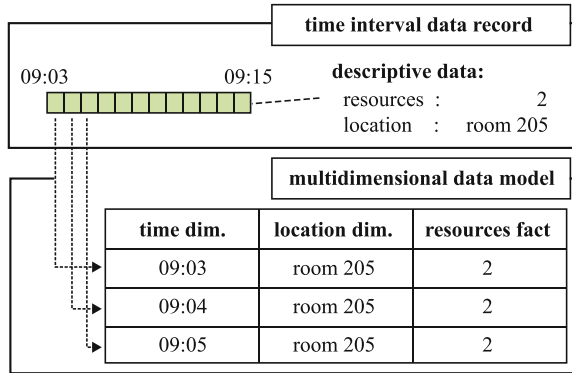 time interval data record
09:03 09:15
descriptive data:
resources : 2
location : room 205
multidimensional data model
time dim. location dim. resources fact
09:03 room 205 2
09:04 room 205 2
09:05 room 205 2